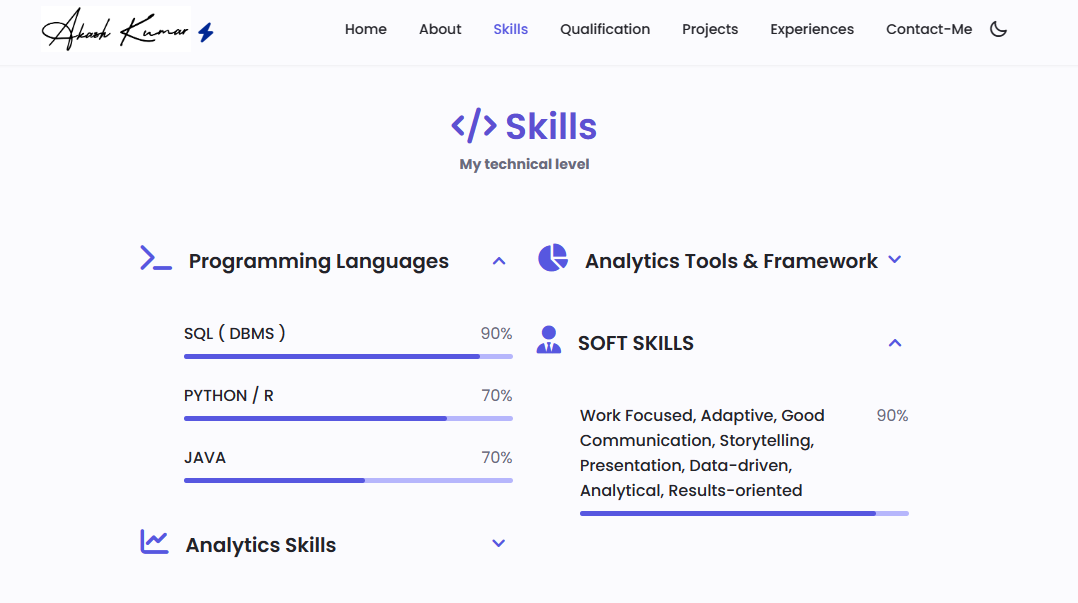 Akash Kumar
Home About Skills Qualification Projects Experiences Contact-Me
</> Skills
My technical level
Programming Languages
SQL ( DBMS ) 90%
PYTHON / R 70%
JAVA 70%
Analytics Skills
Analytics Tools & Framework
SOFT SKILLS
Work Focused, Adaptive, Good 90%
Communication, Storytelling,
Presentation, Data-driven,
Analytical, Results-oriented